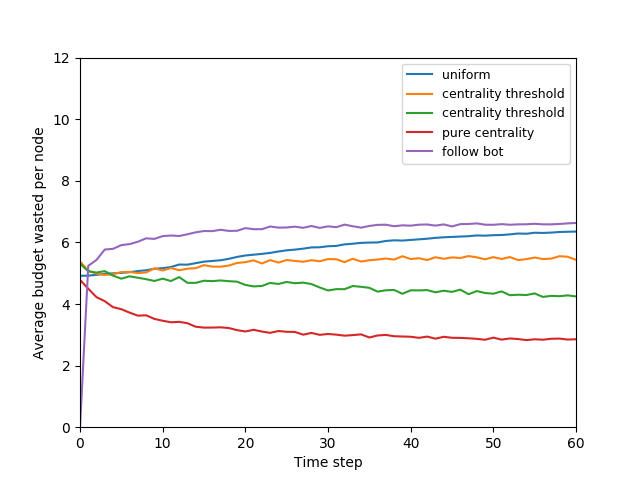 12
10
8
6
4
2
0
Average budget wasted per node
uniform
centrality threshold
centrality threshold
pure centrality
follow bot
0 10 20 30 40 50 60
Time step